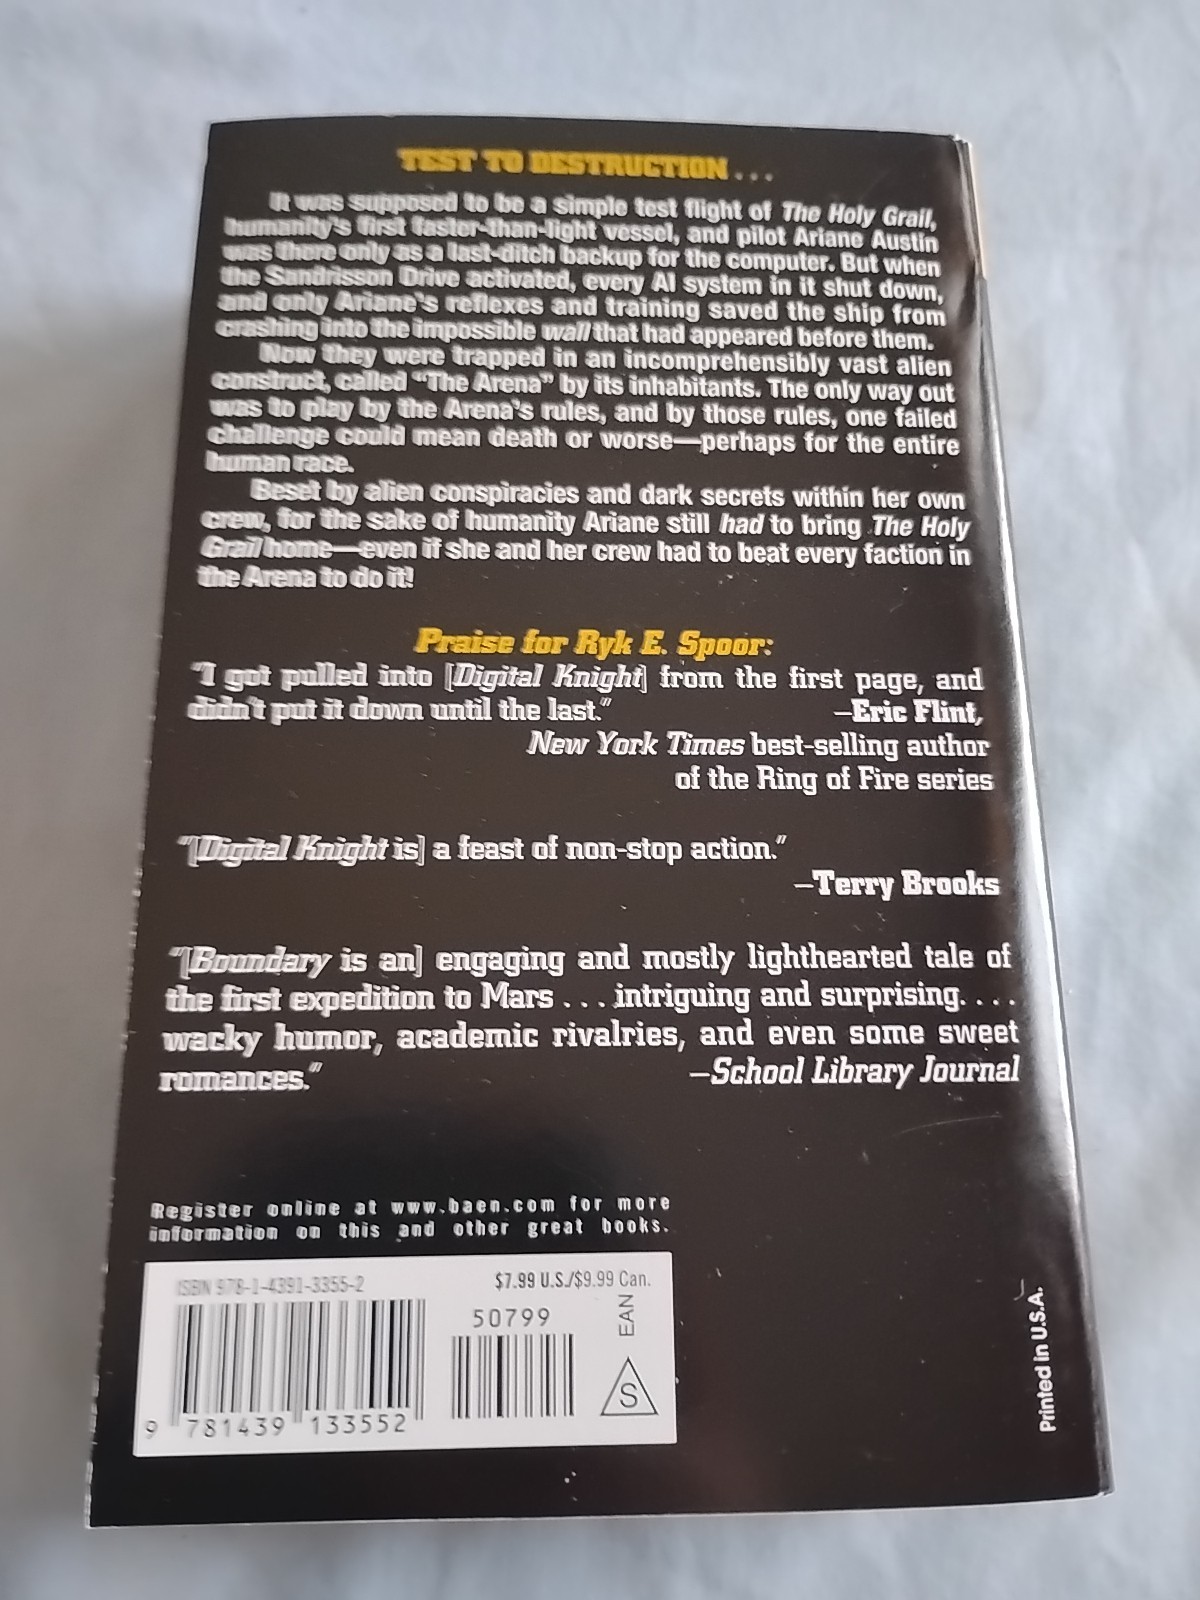 TEST TO DESTRUCTION...
It was supposed to be a simple test flight of The Holy Grail,
humanity's first faster-than-light vessel, and pilot Ariane Austin
was there only as a last-ditch backup for the computer. But when
the Sandrisson Drive activated, every AI system in it shut down,
and only Ariane's reflexes and training saved the ship from
crashing into the impossible wall that had appeared before them.
Now they were trapped in an incomprehensibly vast alien
construct, called "The Arena" by its inhabitants. The only way out
was to play by the Arena's rules, and by those rules, one failed
challenge could mean death or worse—perhaps for the entire
human race.
Beset by alien conspiracies and dark secrets within her own
crew, for the sake of humanity Ariane still had to bring The Holy
Grail home—even if she and her crew had to beat every faction in
the Arena to do it!
Praise for Ryk E. Spoor:
"I got pulled into [Digital Knight] from the first page, and
didn't put it down until the last." —Eric Flint,
New York Times best-selling author
of the Ring of Fire series
"[Digital Knight is] a feast of non-stop action."
—Terry Brooks
"[Boundary is an] engaging and mostly lighthearted tale of
the first expedition to Mars . . . intriguing and surprising. . . .
wacky humor, academic rivalries, and even some sweet
romances." —School Library Journal
Register online at www.baen.com for more
information on this and other great books.
ISBN 978-1-4391-3355-2 $7.99 U.S./$9.99 Can.
50799
EAN
S
9 781439 133552
Printed in U.S.A.